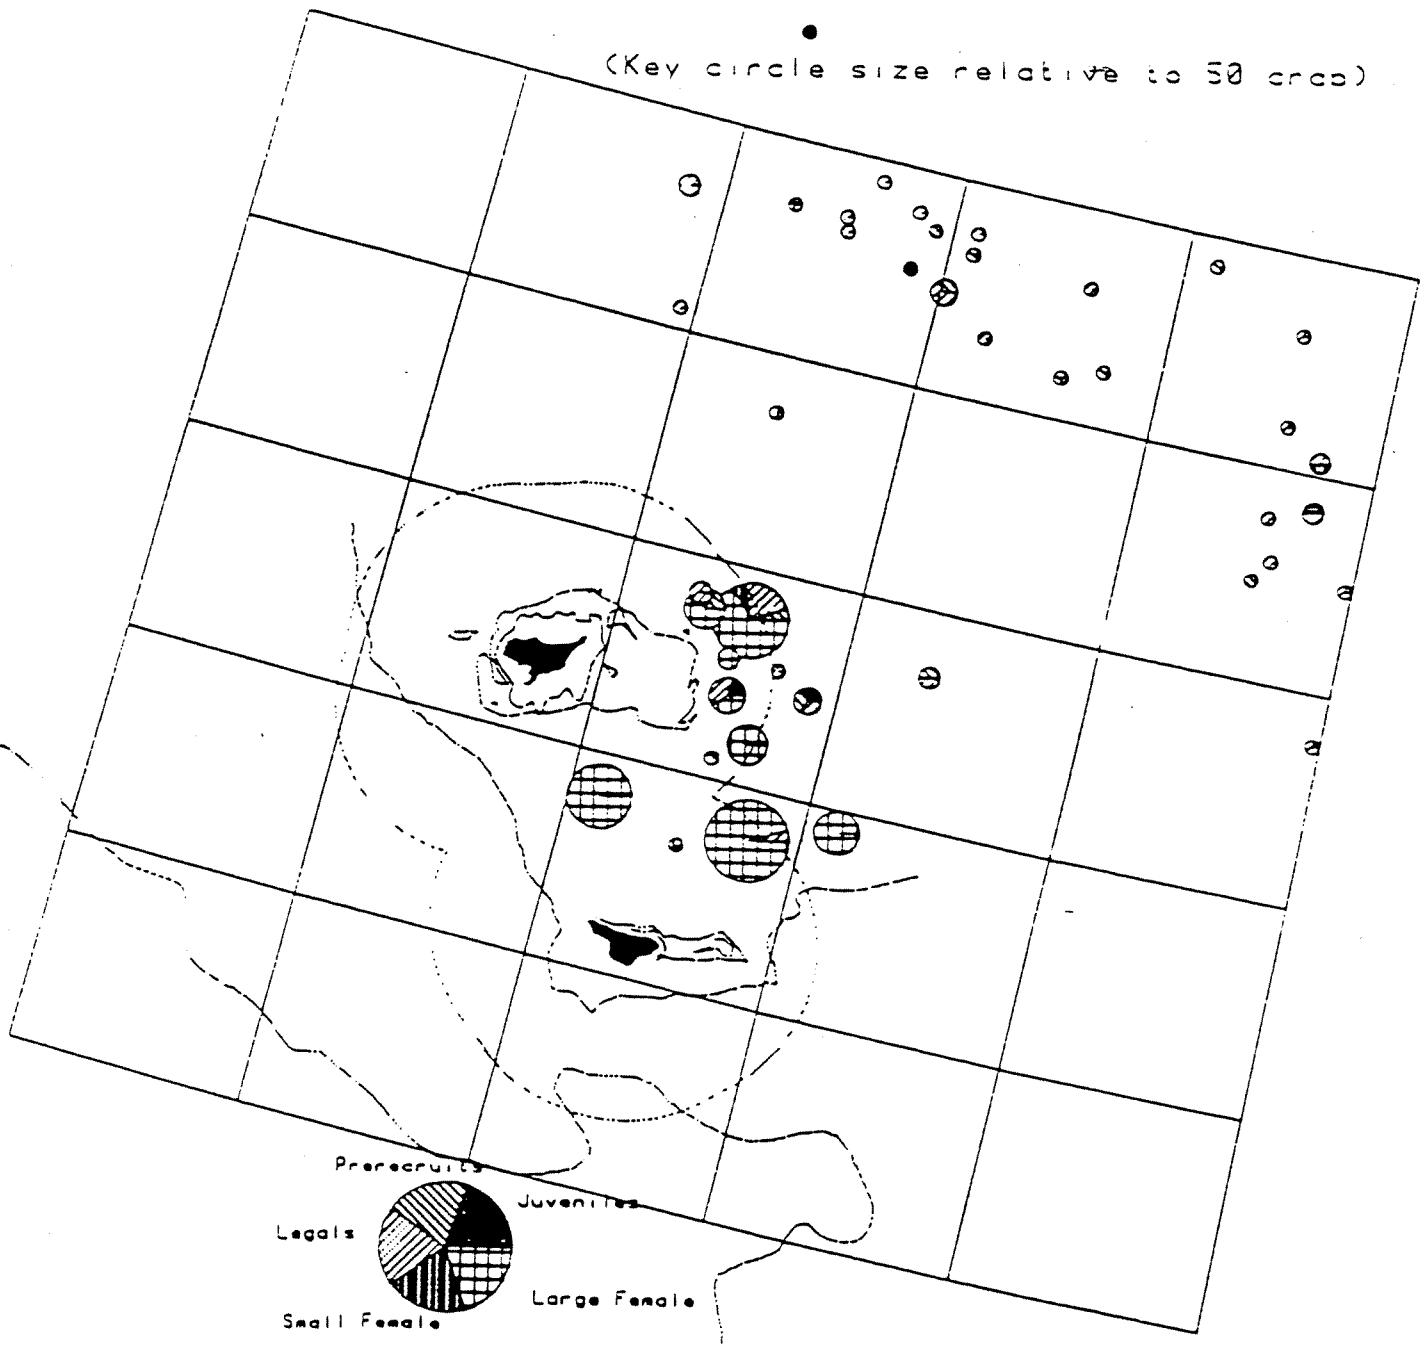 (Key circle size relative to 50 crab)
Prerecruits
Juveniles
Legals
Large Female
Small Female